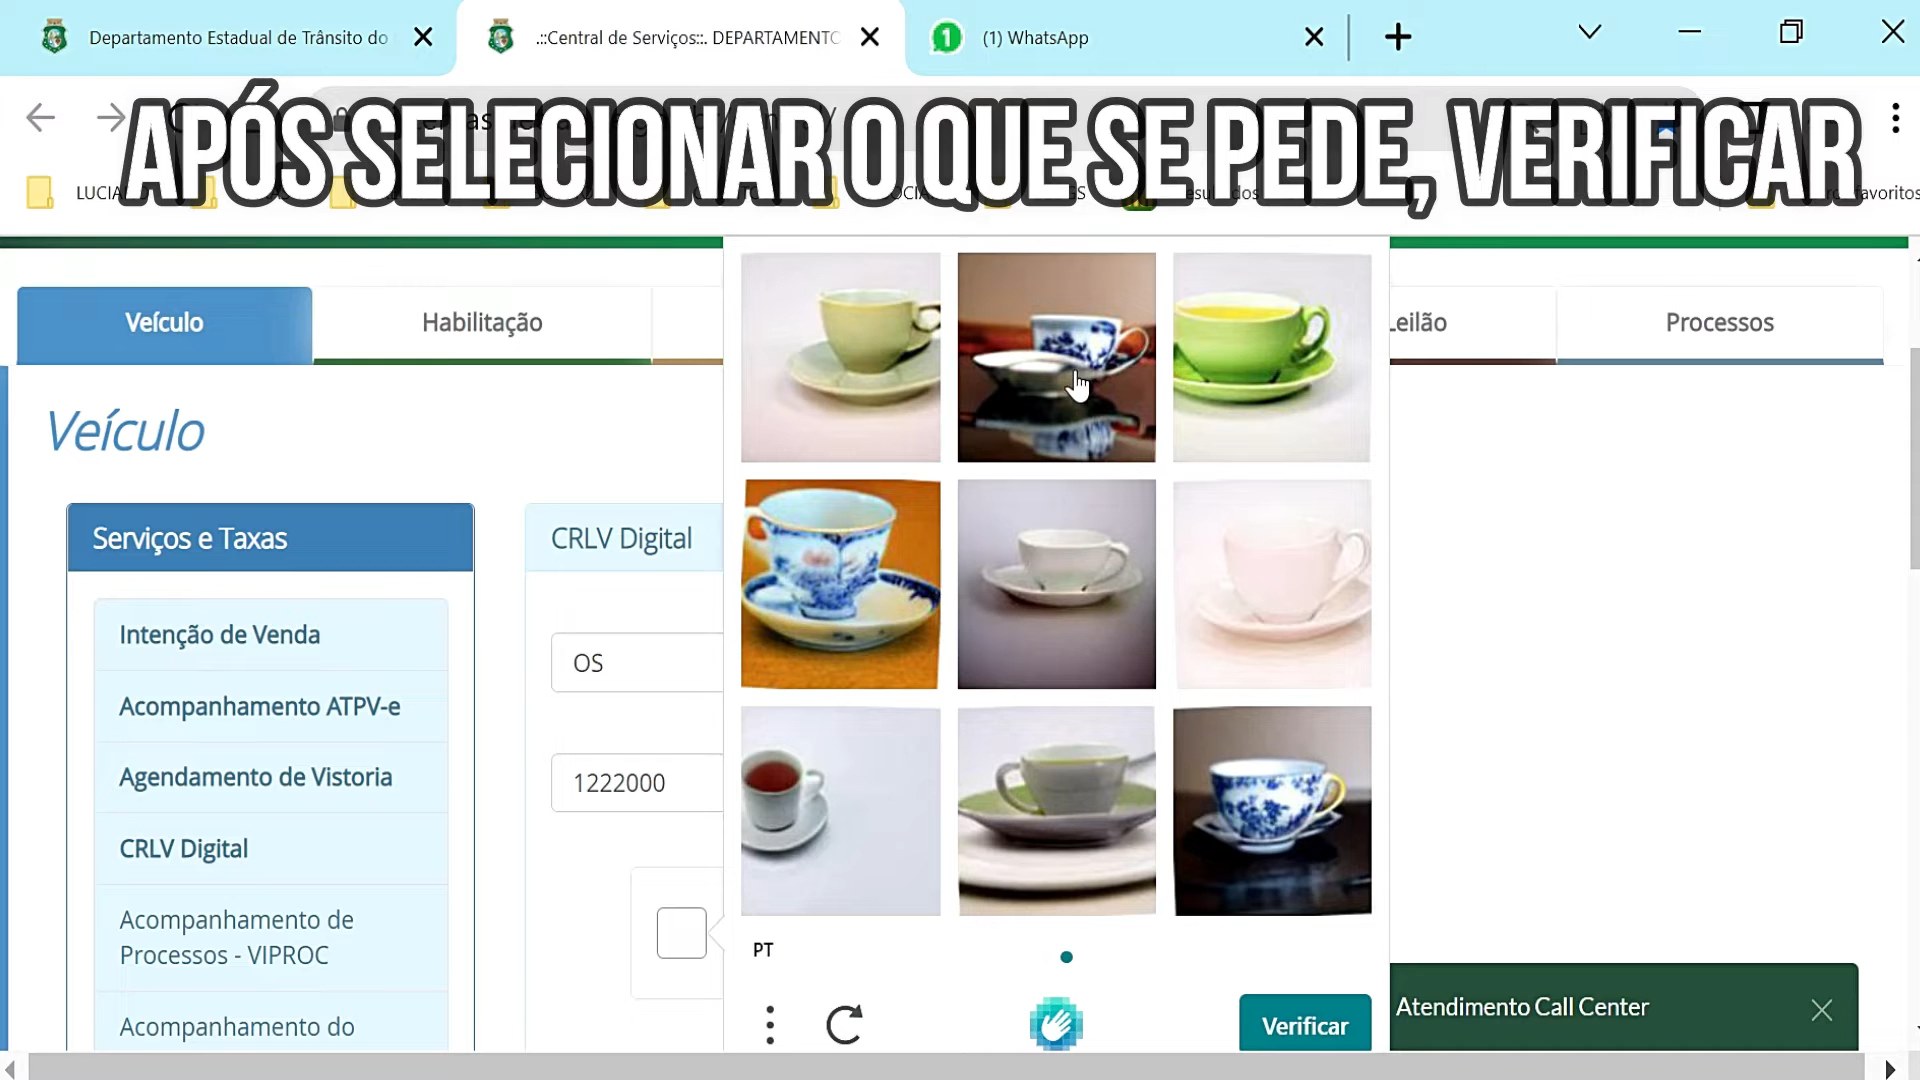 Departamento Estadual de Trânsito do
.::Central de Serviços::. DEPARTAMENTO
1
(1) WhatsApp
APÓS SELECIONAR O QUE SE PEDE, VERIFICAR
Veículo
Habilitação
Leilão
Processos
Veículo
Serviços e Taxas
CRLV Digital
Intenção de Venda
OS
Acompanhamento ATPV-e
Agendamento de Vistoria
1222000
CRLV Digital
Acompanhamento de
Processos - VIPROC
PT
Acompanhamento do
Verificar
Atendimento Call Center